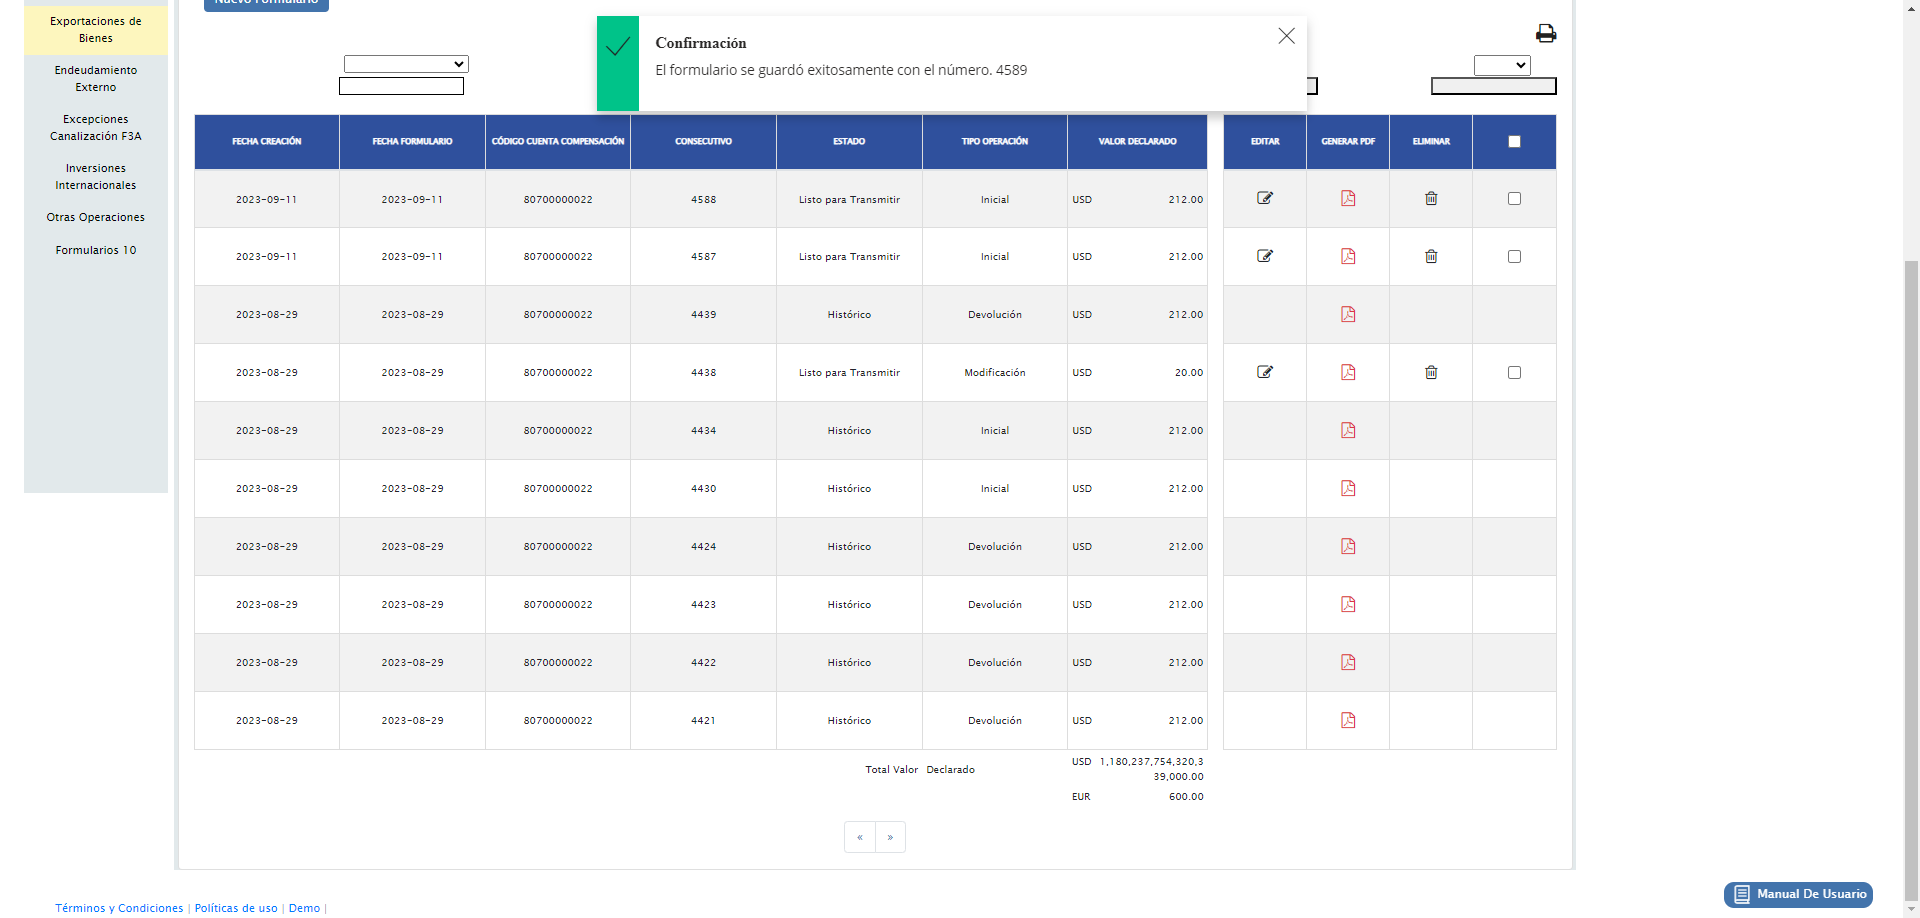 Nuevo Formulario
Exportaciones de
Bienes
Endeudamiento
Externo
Excepciones
Canalización F3A
Inversiones
Internacionales
Otras Operaciones
Formularios 10
Confirmación
El formulario se guardó exitosamente con el número. 4589
FECHA CREACIÓN FECHA FORMULARIO CÓDIGO CUENTA COMPENSACIÓN CONSECUTIVO ESTADO TIPO OPERACIÓN VALOR DECLARADO EDITAR GENERAR PDF ELIMINAR
2023-09-11 2023-09-11 80700000022 4588 Listo para Transmitir Inicial USD 212.00
2023-09-11 2023-09-11 80700000022 4587 Listo para Transmitir Inicial USD 212.00
2023-08-29 2023-08-29 80700000022 4439 Histórico Devolución USD 212.00
2023-08-29 2023-08-29 80700000022 4438 Listo para Transmitir Modificación USD 20.00
2023-08-29 2023-08-29 80700000022 4434 Histórico Inicial USD 212.00
2023-08-29 2023-08-29 80700000022 4430 Histórico Inicial USD 212.00
2023-08-29 2023-08-29 80700000022 4424 Histórico Devolución USD 212.00
2023-08-29 2023-08-29 80700000022 4423 Histórico Devolución USD 212.00
2023-08-29 2023-08-29 80700000022 4422 Histórico Devolución USD 212.00
2023-08-29 2023-08-29 80700000022 4421 Histórico Devolución USD 212.00
Total Valor Declarado USD 1,180,237,754,320,3
39,000.00
EUR 600.00
« »
Manual De Usuario
Términos y Condiciones | Políticas de uso | Demo |